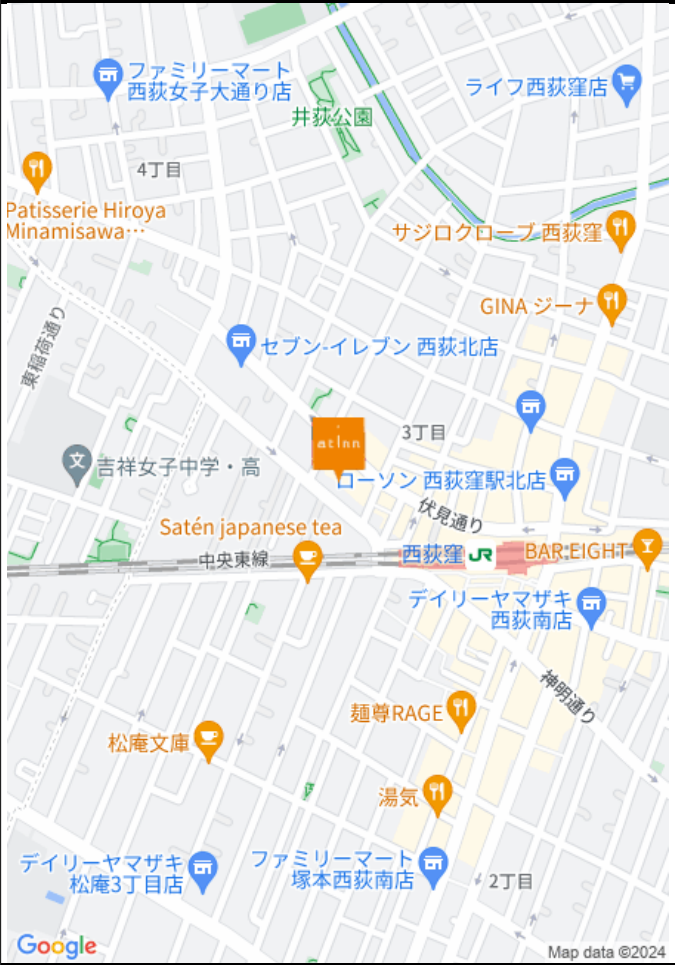 ファミリーマート
西荻女子大通り店
ライフ西荻窪店
井荻公園
4丁目
Patisserie Hiroya
Minamisawa…
サジロクローブ 西荻窪
GINA ジーナ
東稲荷通り
セブン-イレブン 西荻北店
atinn
3丁目
吉祥女子中学・高
ローソン 西荻窪駅北店
伏見通り
Satén japanese tea
中央東線
西荻窪
JR
BAR EIGHT
デイリーヤマザキ
西荻南店
神明通り
麺尊RAGE
松庵文庫
湯気
デイリーヤマザキ
松庵3丁目店
ファミリーマート
塚本西荻南店
2丁目
Google
Map data ©2024